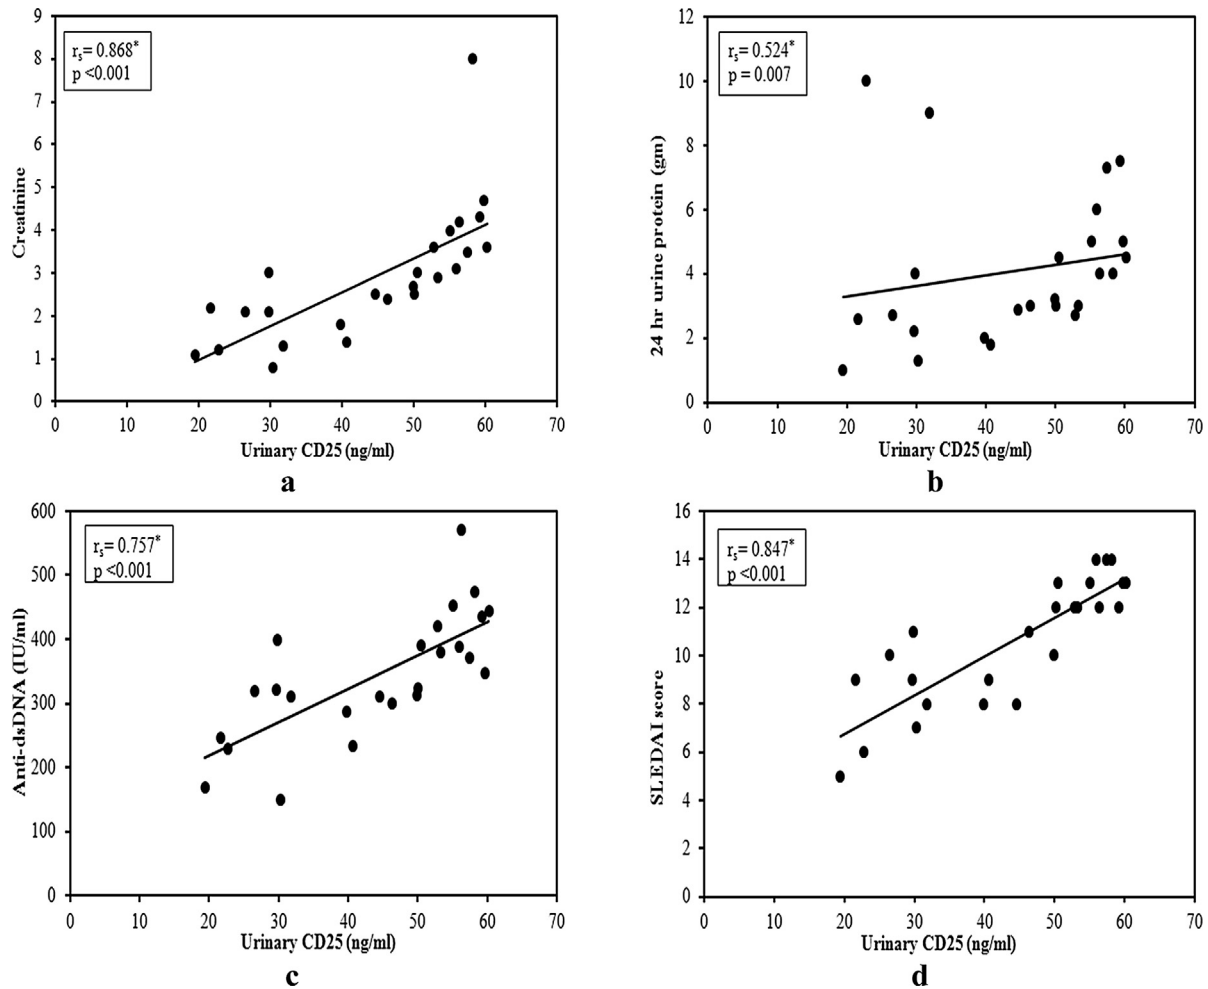 9
8
7
6
5
4
3
2
1
0
rs= 0.868*
p <0.001
Creatinine
0 10 20 30 40 50 60 70
Urinary CD25 (ng/ml)
a
12
10
8
6
4
2
0
rs= 0.524*
p = 0.007
24 hr urine protein (gm)
0 10 20 30 40 50 60 70
Urinary CD25 (ng/ml)
b
600
500
400
300
200
100
0
rs= 0.757*
p <0.001
Anti-dsDNA (IU/ml)
0 10 20 30 40 50 60 70
Urinary CD25 (ng/ml)
c
16
14
12
10
8
6
4
2
0
rs= 0.847*
p <0.001
SLEDAI score
0 10 20 30 40 50 60 70
Urinary CD25 (ng/ml)
d